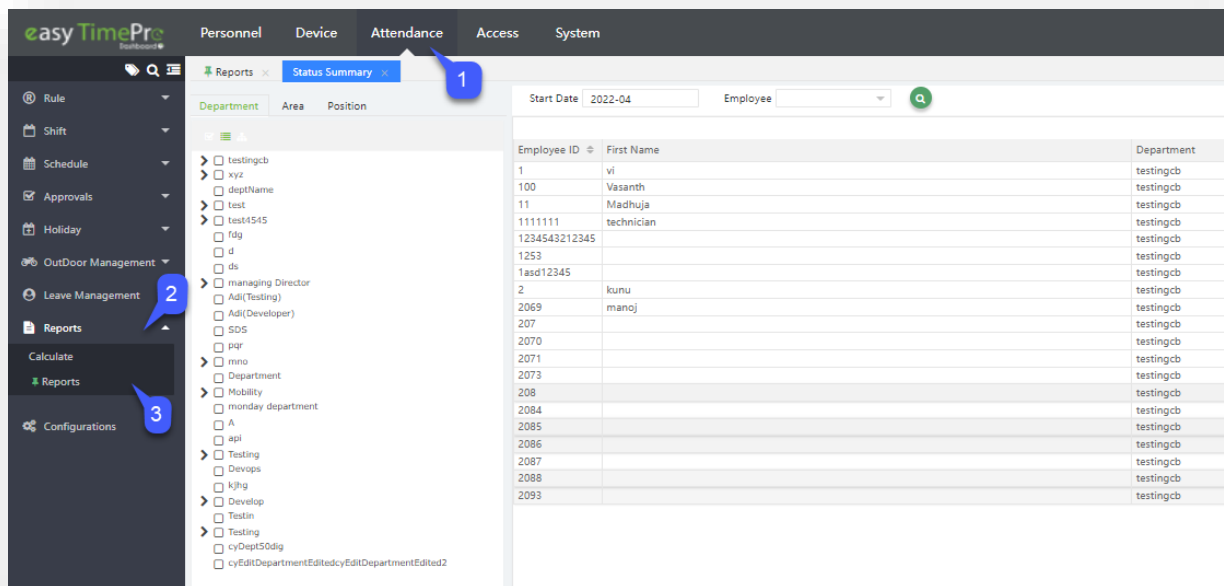 easy TimePro
Dashboard
Personnel Device Attendance Access System
1
Reports × Status Summary ×
Rule
Shift
Schedule
Approvals
Holiday
OutDoor Management
Leave Management
2
Reports
Calculate
Reports
3
Configurations
Department Area Position
testingcb
xyz
deptName
test
test4545
fdg
d
ds
managing Director
Adi(Testing)
Adi(Developer)
SDS
pqr
mno
Department
Mobility
monday department
A
api
Testing
Devops
kjhg
Develop
Testin
Testing
cyDept50dig
cyEditDepartmentEditedcyEditDepartmentEdited2
Start Date 2022-04 Employee
Employee ID First Name Department
1 vi testingcb
100 Vasanth testingcb
11 Madhuja testingcb
1111111 technician testingcb
1234543212345 testingcb
1253 testingcb
1asd12345 testingcb
2 kunu testingcb
2069 manoj testingcb
207 testingcb
2070 testingcb
2071 testingcb
2073 testingcb
208 testingcb
2084 testingcb
2085 testingcb
2086 testingcb
2087 testingcb
2088 testingcb
2093 testingcb